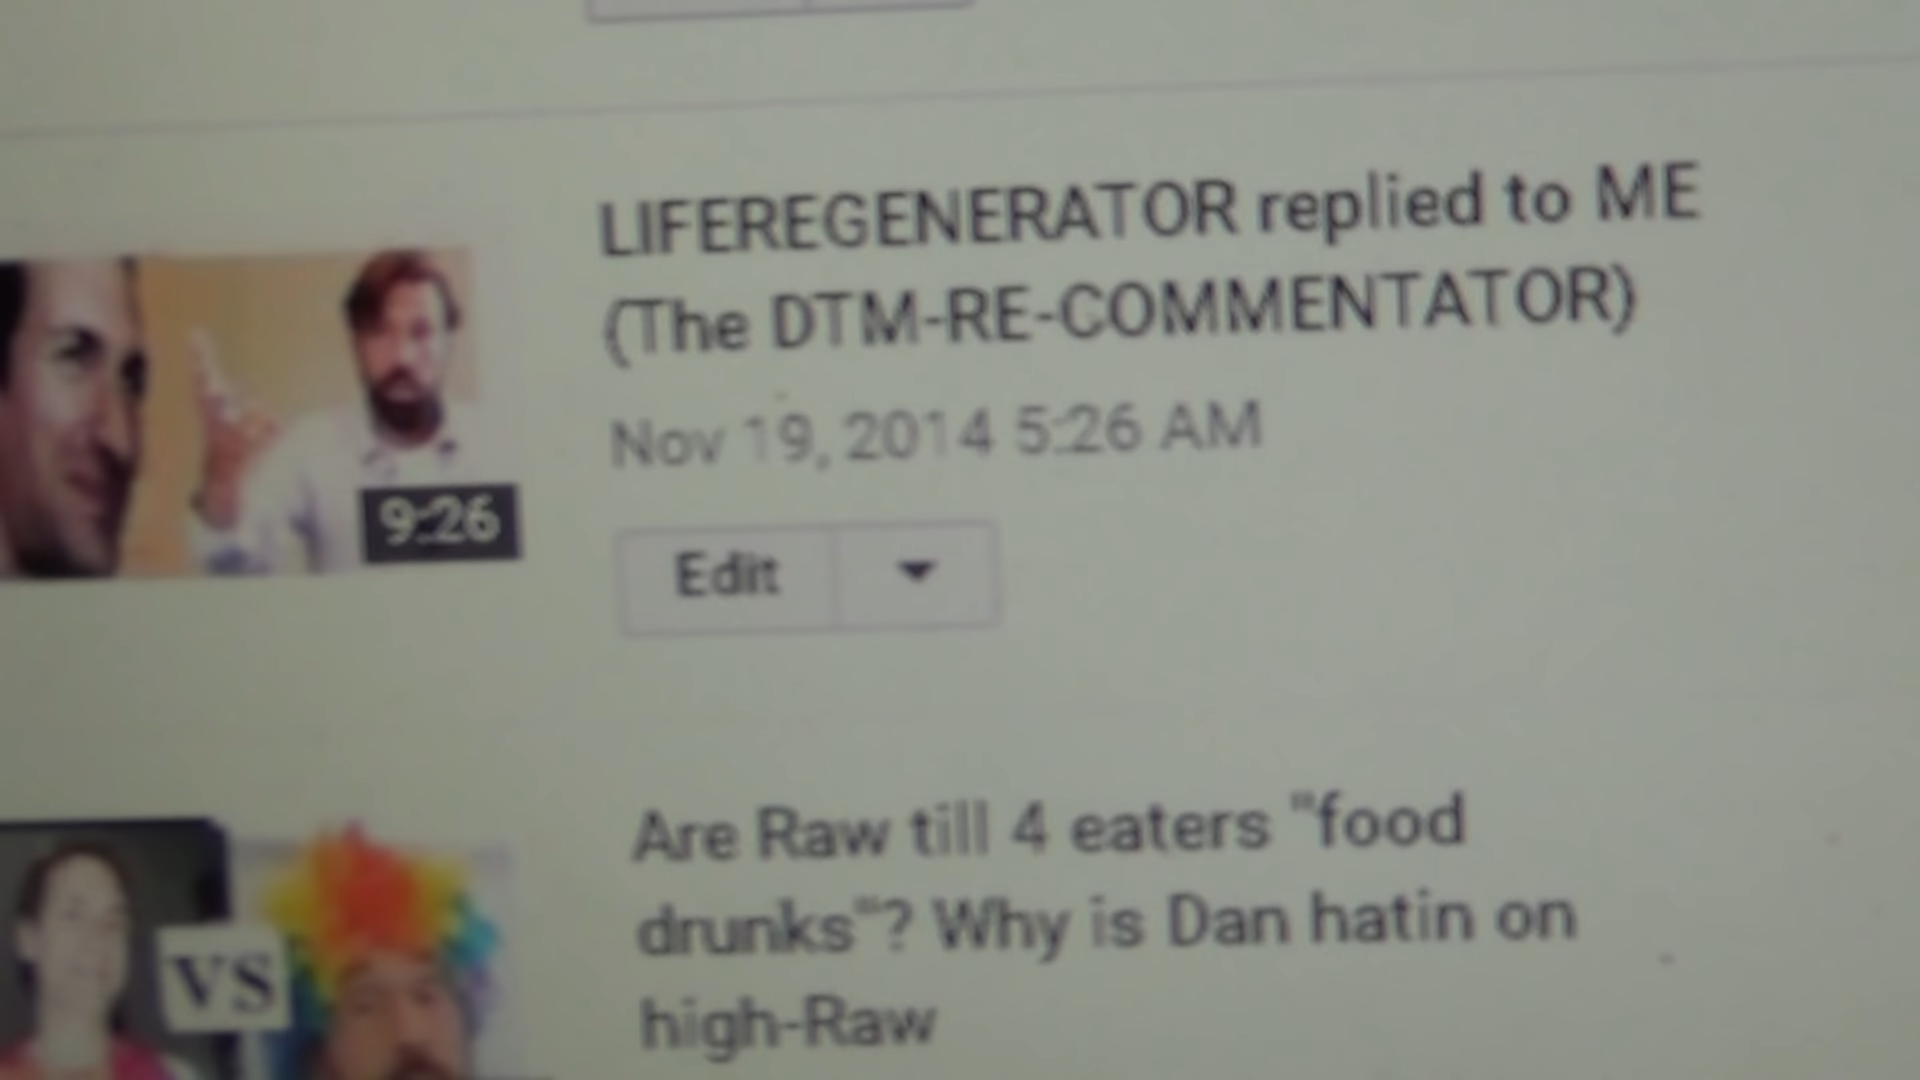 LIFEREGENERATOR replied to ME
(The DTM-RE-COMMENTATOR)
Nov 19, 2014 5:26 AM
9:26
Edit
Are Raw till 4 eaters "food
drunks"? Why is Dan hatin on
high-Raw
VS